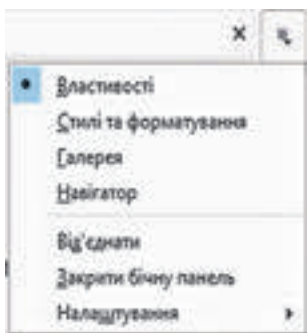 Властивості
Стилі та форматування
Галерея
Навігатор
Від'єднати
Закрити бічну панель
Налаштування